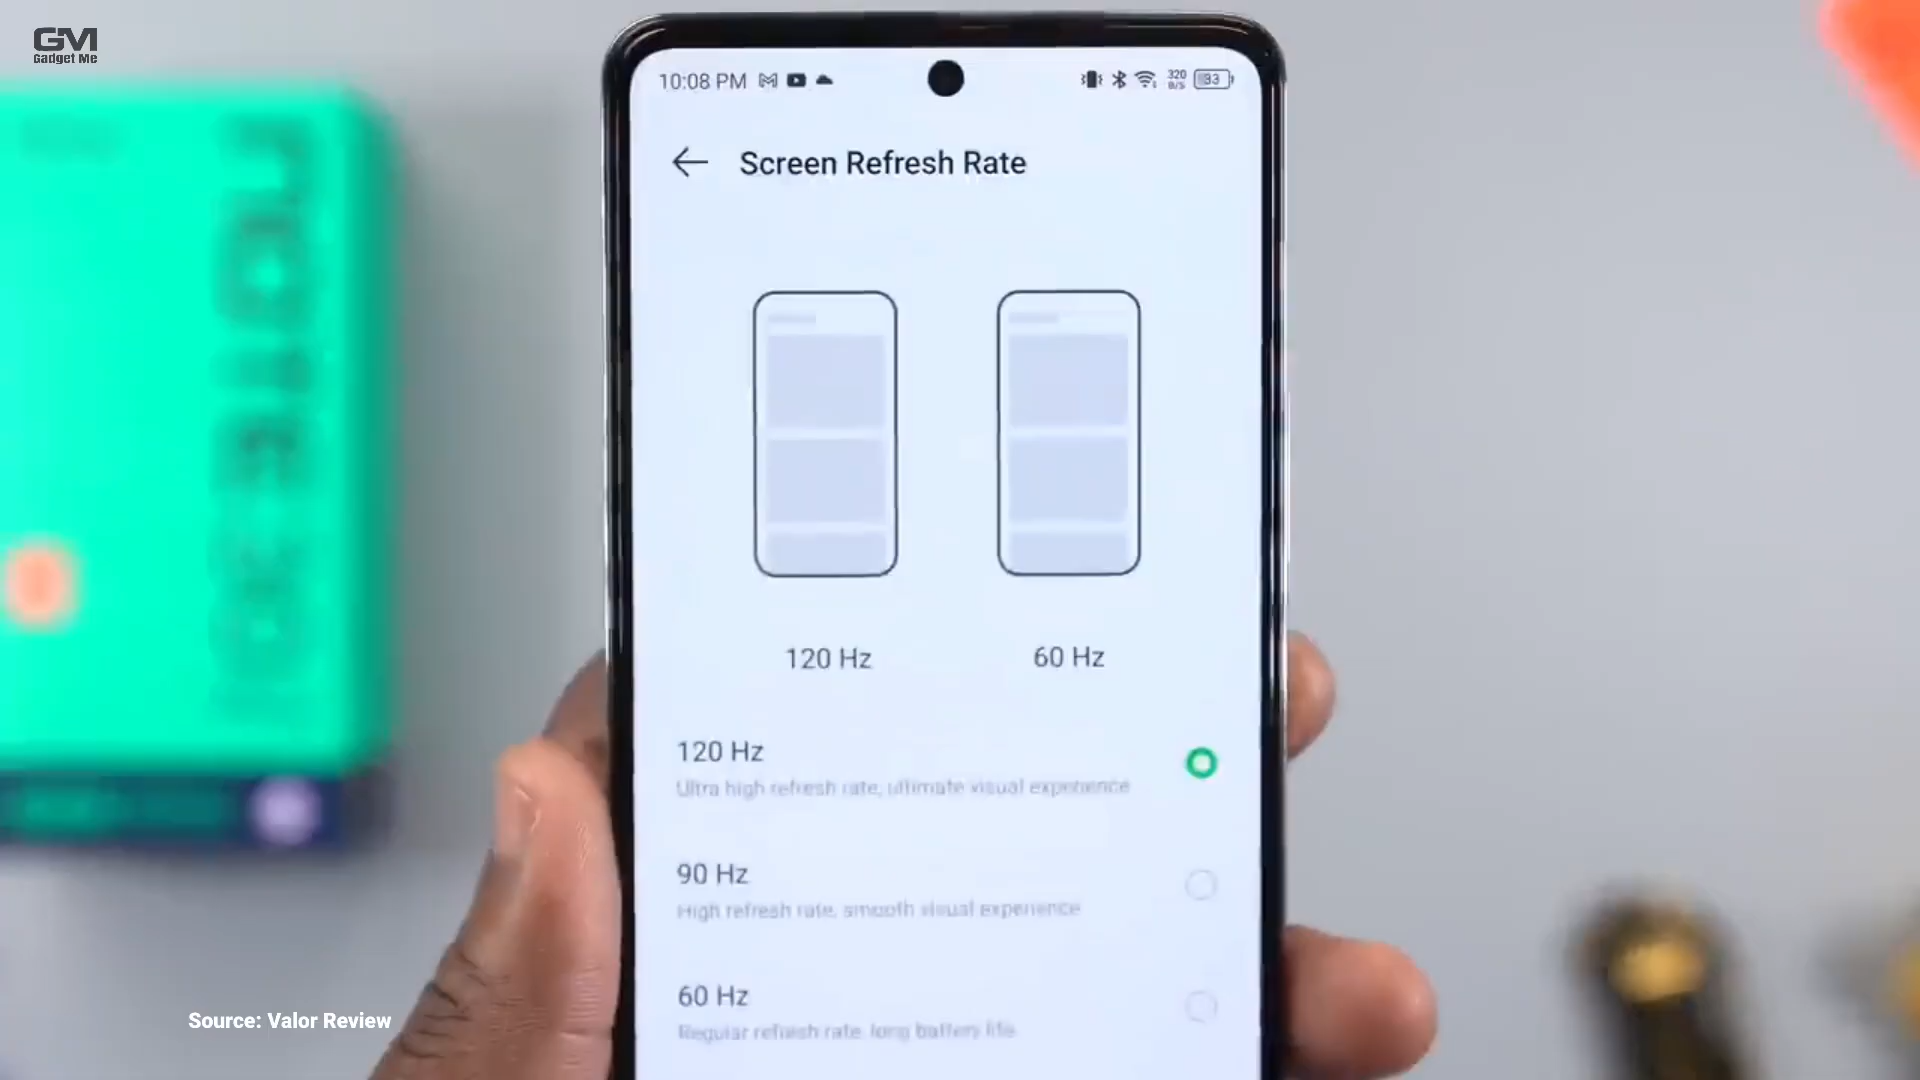 GM
Gadget Me
10:08 PM
320
B/S
33
Screen Refresh Rate
120 Hz
60 Hz
120 Hz
Ultra high refresh rate, ultimate visual experience
90 Hz
High refresh rate, smooth visual experience
60 Hz
Regular refresh rate, long battery life
Source: Valor Review